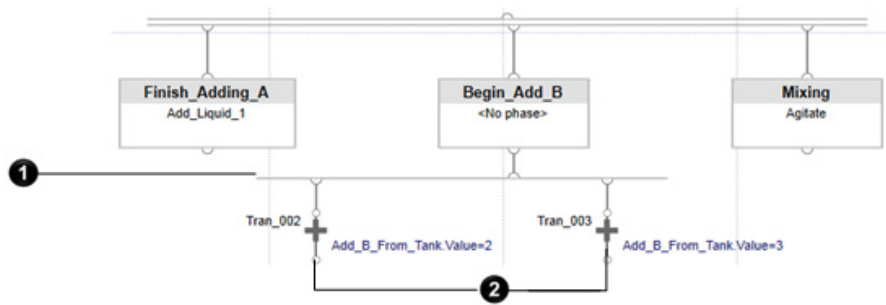 Finish_Adding_A
Add_Liquid_1
Begin_Add_B
<No phase>
Mixing
Agitate
1
Tran_002
Add_B_From_Tank.Value=2
Tran_003
Add_B_From_Tank.Value=3
2